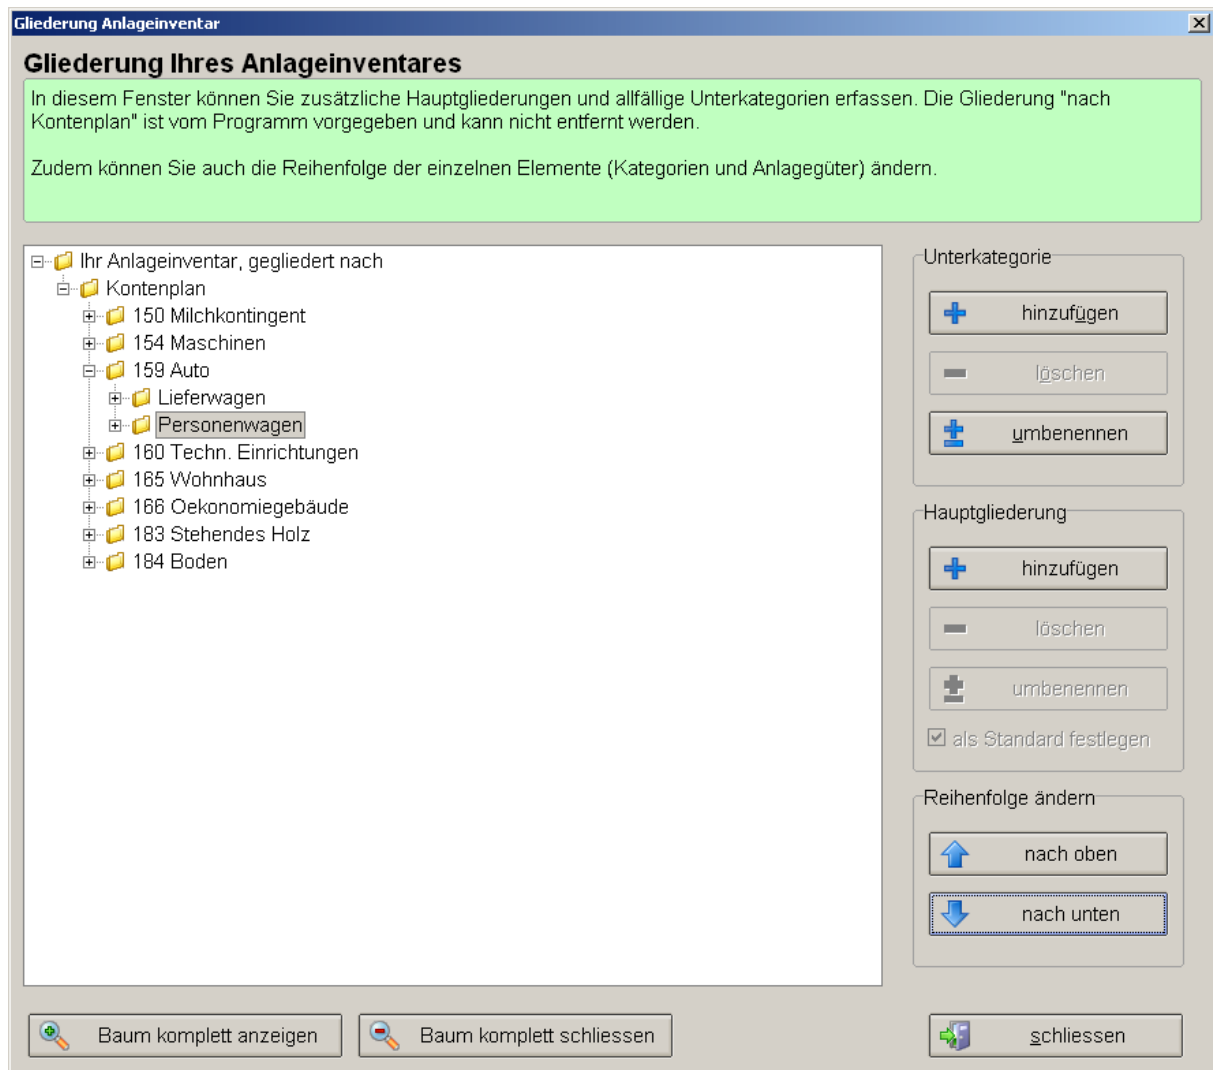 Gliederung Anlageinventar
Gliederung Ihres Anlageinventares
In diesem Fenster können Sie zusätzliche Hauptgliederungen und allfällige Unterkategorien erfassen. Die Gliederung "nach
Kontenplan" ist vom Programm vorgegeben und kann nicht entfernt werden.
Zudem können Sie auch die Reihenfolge der einzelnen Elemente (Kategorien und Anlagegüter) ändern.
Ihr Anlageinventar, gegliedert nach
Kontenplan
150 Milchkontingent
154 Maschinen
159 Auto
Lieferwagen
Personenwagen
160 Techn. Einrichtungen
165 Wohnhaus
166 Oekonomiegebäude
183 Stehendes Holz
184 Boden
Unterkategorie
hinzufügen
löschen
umbenennen
Hauptgliederung
hinzufügen
löschen
umbenennen
als Standard festlegen
Reihenfolge ändern
nach oben
nach unten
Baum komplett anzeigen
Baum komplett schliessen
schliessen